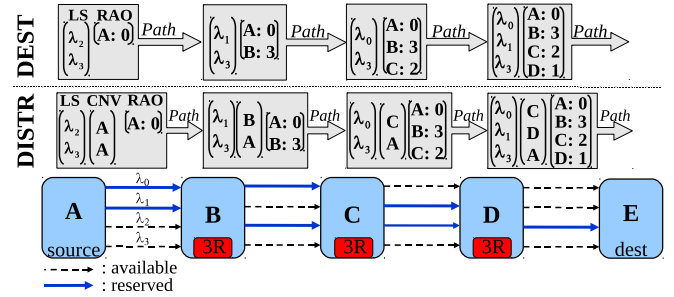 DEST
LS RAO
λ2 A: 0
λ3
Path
λ1 A: 0
λ3 B: 3
Path
λ0 A: 0
B: 3
λ3 C: 2
Path
λ0 A: 0
λ1 B: 3
C: 2
λ3 D: 1
Path
DISTR
LS CNV RAO
λ2 A A: 0
λ3 A
Path
λ1 B A: 0
λ3 A B: 3
Path
λ0 C A: 0
B: 3
λ3 A C: 2
Path
λ0 C A: 0
λ1 D B: 3
C: 2
λ3 A D: 1
Path
A
source
λ0
λ1
λ2
λ3
B
3R
C
3R
D
3R
E
dest
: available
: reserved